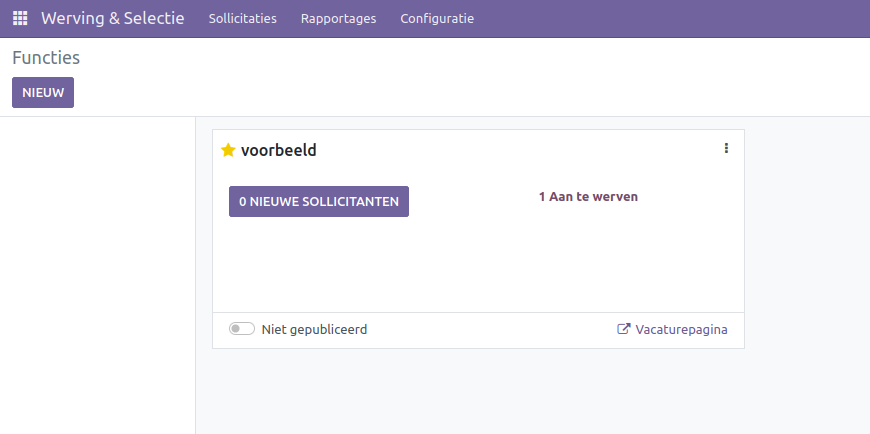 Werving & Selectie Sollicitaties Rapportages Configuratie
Functies
NIEUW
voorbeeld
0 NIEUWE SOLLICITANTEN
1 Aan te werven
Niet gepubliceerd
Vacaturepagina